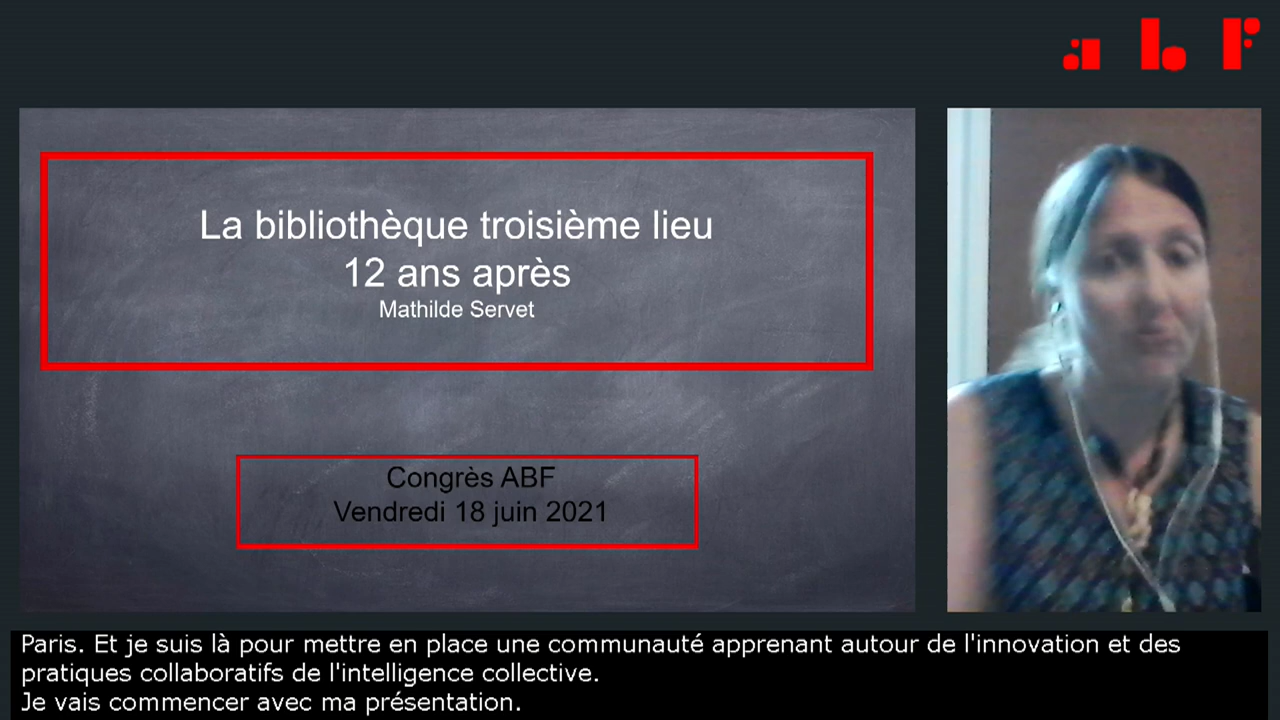 abf
La bibliothèque troisième lieu
12 ans après
Mathilde Servet
Congrès ABF
Vendredi 18 juin 2021
Paris. Et je suis là pour mettre en place une communauté apprenant autour de l'innovation et des
pratiques collaboratifs de l'intelligence collective.
Je vais commencer avec ma présentation.